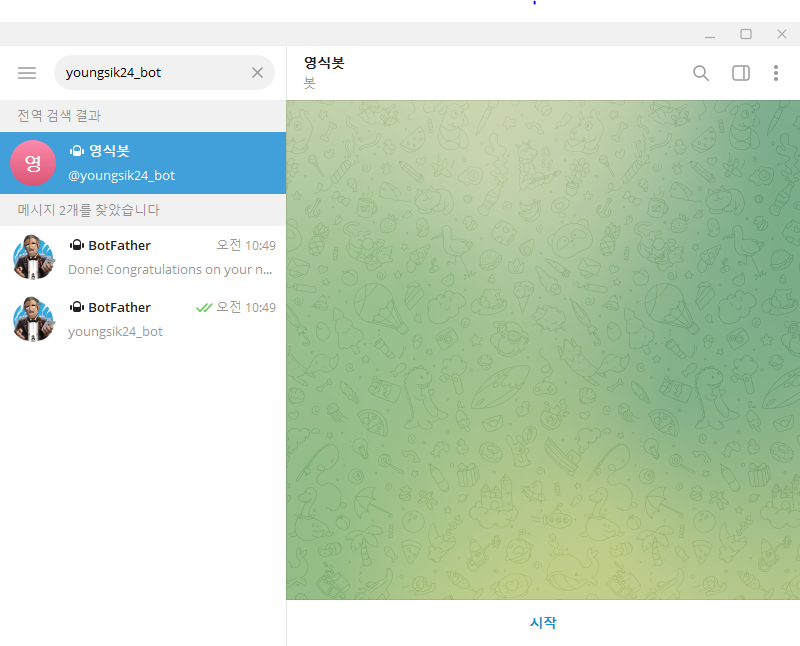 youngsik24_bot
영식봇
봇
전역 검색 결과
영
영식봇
@youngsik24_bot
메시지 2개를 찾았습니다
BotFather
오전 10:49
Done! Congratulations on your n...
BotFather
오전 10:49
youngsik24_bot
시작